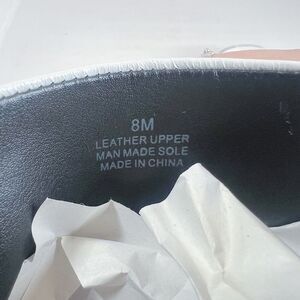 8M
LEATHER UPPER
MAN MADE SOLE
MADE IN CHINA